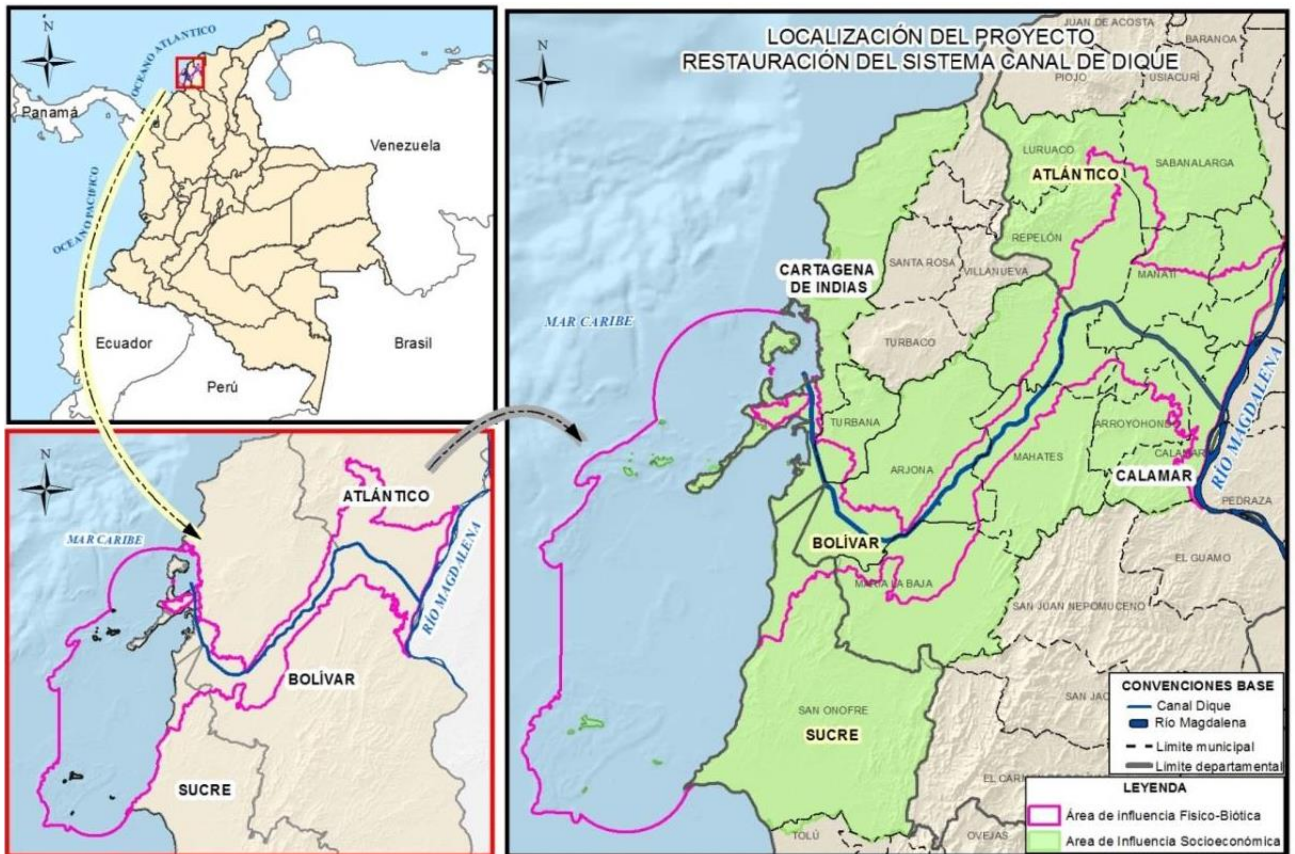 N
OCEANO ATLÁNTICO
Panamá
Venezuela
OCEANO PACIFICO
Ecuador
Brasil
Perú
N
ATLÁNTICO
MAR CARIBE
RÍO MAGDALENA
BOLÍVAR
SUCRE
JUAN DE ACOSTA
LOCALIZACIÓN DEL PROYECTO
BARANOA
RESTAURACIÓN DEL SISTEMA CANAL DE DIQUE
N
PIOJO
USIACURÍ
LURUACO
SABANALARGA
ATLÁNTICO
REPELÓN
SANTA ROSA
VILLANUEVA
MANATI
CARTAGENA
DE INDIAS
MAR CARIBE
TURBACO
TURBANA
ARROYOHONDO
CALAMAR
ARJONA
MAHATES
CALAMAR
RÍO MAGDALENA
PEDRAZA
BOLÍVAR
EL GUAMO
MARIA LA BAJA
SAN JUAN NEPOMUCENO
SAN ONOFRE
SUCRE
TOLÚ
OVEJAS
CONVENCIONES BASE
Canal Dique
Río Magdalena
Límite municipal
Límite departamental
LEYENDA
Área de influencia Físico-Biótica
Área de Influencia Socioeconómica